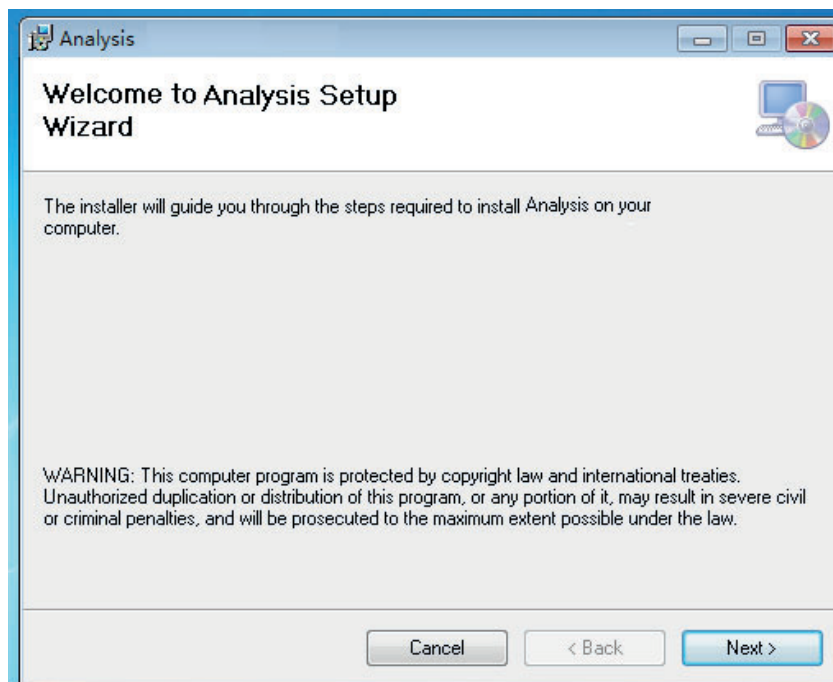 Analysis
Welcome to Analysis Setup
Wizard
The installer will guide you through the steps required to install Analysis on your
computer.
WARNING: This computer program is protected by copyright law and international treaties.
Unauthorized duplication or distribution of this program, or any portion of it, may result in severe civil
or criminal penalties, and will be prosecuted to the maximum extent possible under the law.
Cancel < Back Next >